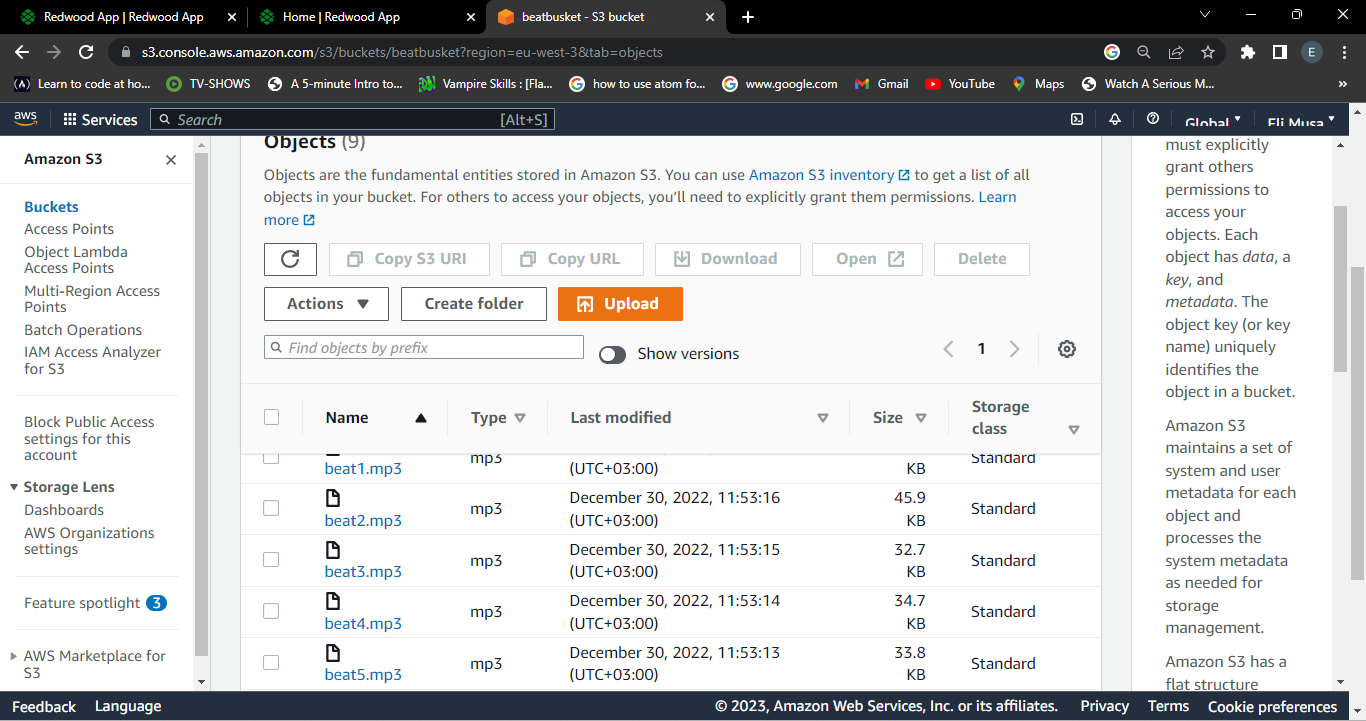 Redwood App | Redwood App
Home | Redwood App
beatbusket - S3 bucket
s3.console.aws.amazon.com/s3/buckets/beatbusket?region=eu-west-3&tab=objects
E
Learn to code at ho...
TV-SHOWS
A 5-minute Intro to...
Vampire Skills : [Fla...
how to use atom fo...
www.google.com
Gmail
YouTube
Maps
Watch A Serious M...
»
aws
Services
Search [Alt+S]
Global
Eli Musa
Amazon S3
Buckets
Access Points
Object Lambda
Access Points
Multi-Region Access
Points
Batch Operations
IAM Access Analyzer
for S3
Block Public Access
settings for this
account
Storage Lens
Dashboards
AWS Organizations
settings
Feature spotlight 3
AWS Marketplace for
S3
Objects (9)
Objects are the fundamental entities stored in Amazon S3. You can use Amazon S3 inventory to get a list of all
objects in your bucket. For others to access your objects, you’ll need to explicitly grant them permissions. Learn
more
Copy S3 URI
Copy URL
Download
Open
Delete
Actions
Create folder
Upload
Find objects by prefix
Show versions
1
Name
Type
Last modified
Size
Storage
class
beat1.mp3
mp3
(UTC+03:00)
KB
Standard
beat2.mp3
mp3
December 30, 2022, 11:53:16
(UTC+03:00)
45.9
KB
Standard
beat3.mp3
mp3
December 30, 2022, 11:53:15
(UTC+03:00)
32.7
KB
Standard
beat4.mp3
mp3
December 30, 2022, 11:53:14
(UTC+03:00)
34.7
KB
Standard
beat5.mp3
mp3
December 30, 2022, 11:53:13
(UTC+03:00)
33.8
KB
Standard
must explicitly
grant others
permissions to
access your
objects. Each
object has data, a
key, and
metadata. The
object key (or key
name) uniquely
identifies the
object in a bucket.
Amazon S3
maintains a set of
system and user
metadata for each
object and
processes the
system metadata
as needed for
storage
management.
Amazon S3 has a
flat structure
Feedback
Language
© 2023, Amazon Web Services, Inc. or its affiliates.
Privacy
Terms
Cookie preferences